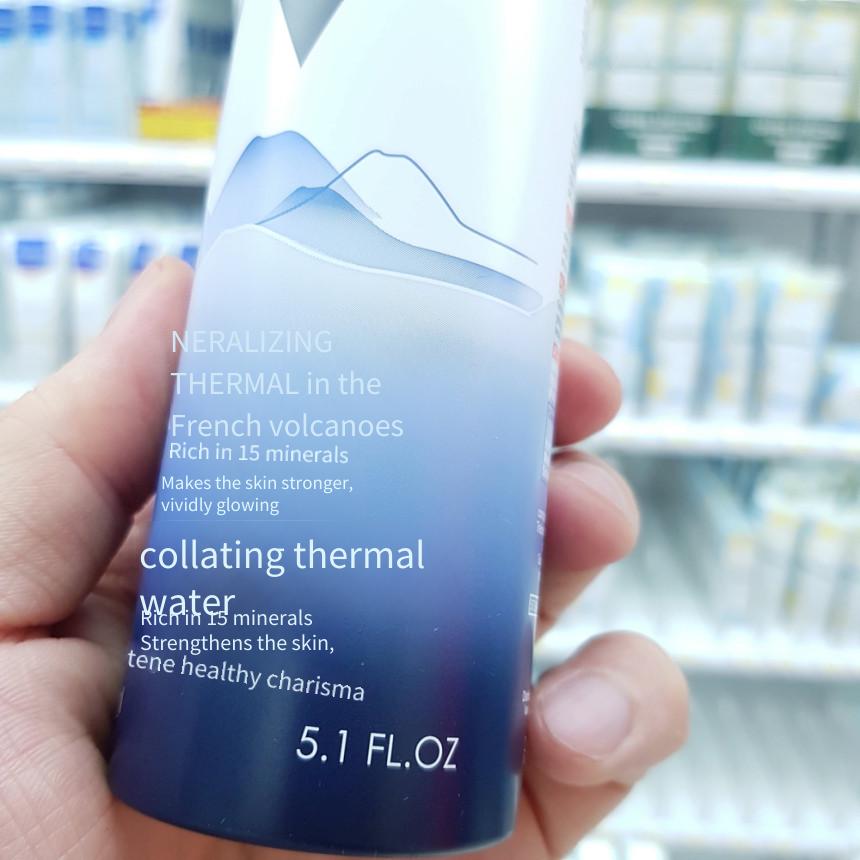 NERALIZING
THERMAL in the
French volcanoes
Rich in 15 minerals
Makes the skin stronger,
vividly glowing
collating thermal
water
Rich in 15 minerals
Strengthens the skin,
tene healthy charisma
5.1 FL.OZ